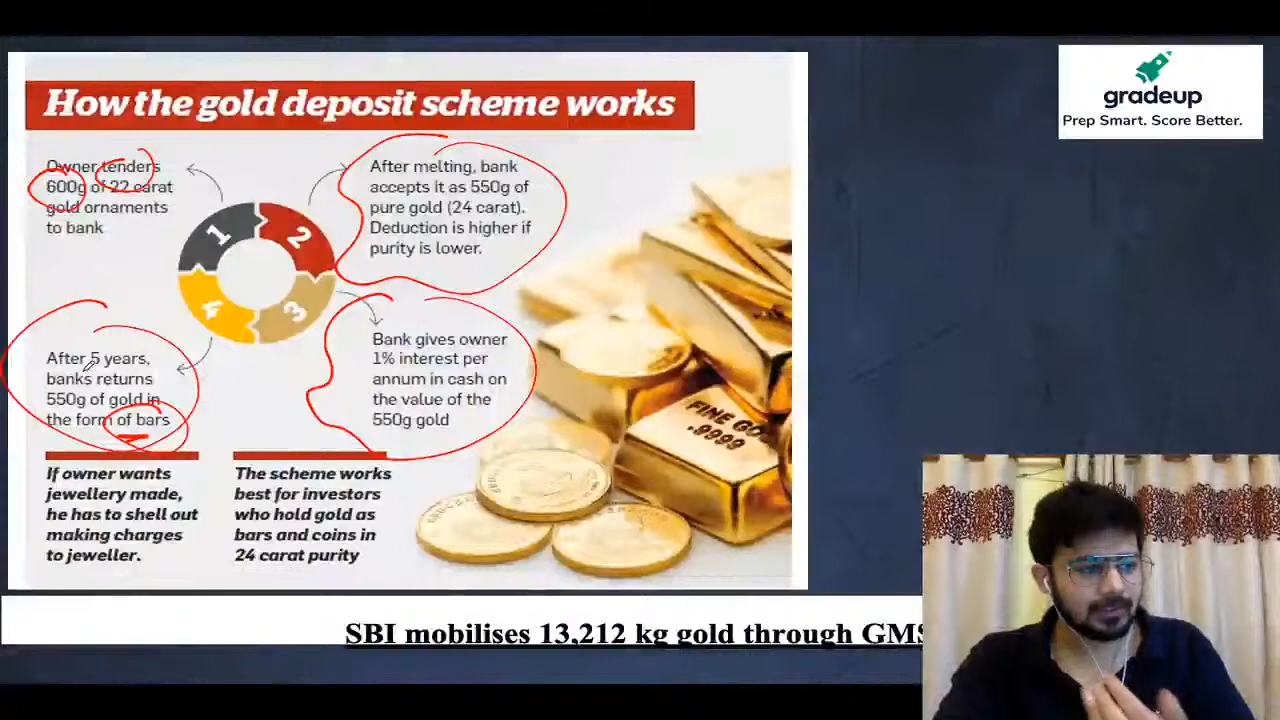 How the gold deposit scheme works
gradeup
Prep Smart. Score Better.
Owner tenders
600g of 22 carat
gold ornaments
to bank
1
2
After melting, bank
accepts it as 550g of
pure gold (24 carat).
Deduction is higher if
purity is lower.
4
3
After 5 years,
banks returns
550g of gold in
the form of bars
Bank gives owner
1% interest per
annum in cash on
the value of the
550g gold
FINE GO
.9999
If owner wants
jewellery made,
he has to shell out
making charges
to jeweller.
The scheme works
best for investors
who hold gold as
bars and coins in
24 carat purity
SBI mobilises 13,212 kg gold through GMS